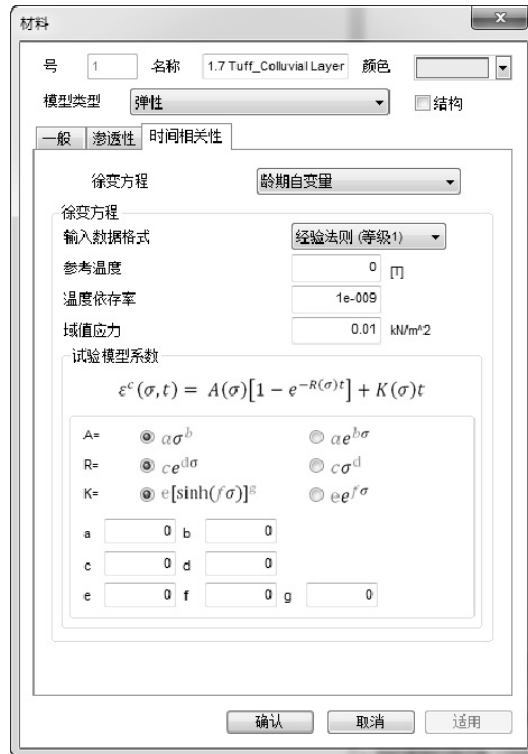 材料
x
号 1 名称 1.7 Tuff_Colluvial Layer 颜色
模型类型 弹性 结构
一般 渗透性 时间相关性
徐变方程 龄期自变量
徐变方程
输入数据格式 经验法则 (等级1)
参考温度 0 [T]
温度依存率 1e-009
域值应力 0.01 kN/m^2
试验模型系数
εᶜ(σ,t) = A(σ)[1 − e^{−R(σ)t}] + K(σ)t
A= aσᵇ ae^{bσ}
R= ce^{dσ} cσᵈ
K= e[sinh(fσ)]ᵍ ee^{fσ}
a 0 b 0
c 0 d 0
e 0 f 0 g 0
确认 取消 适用